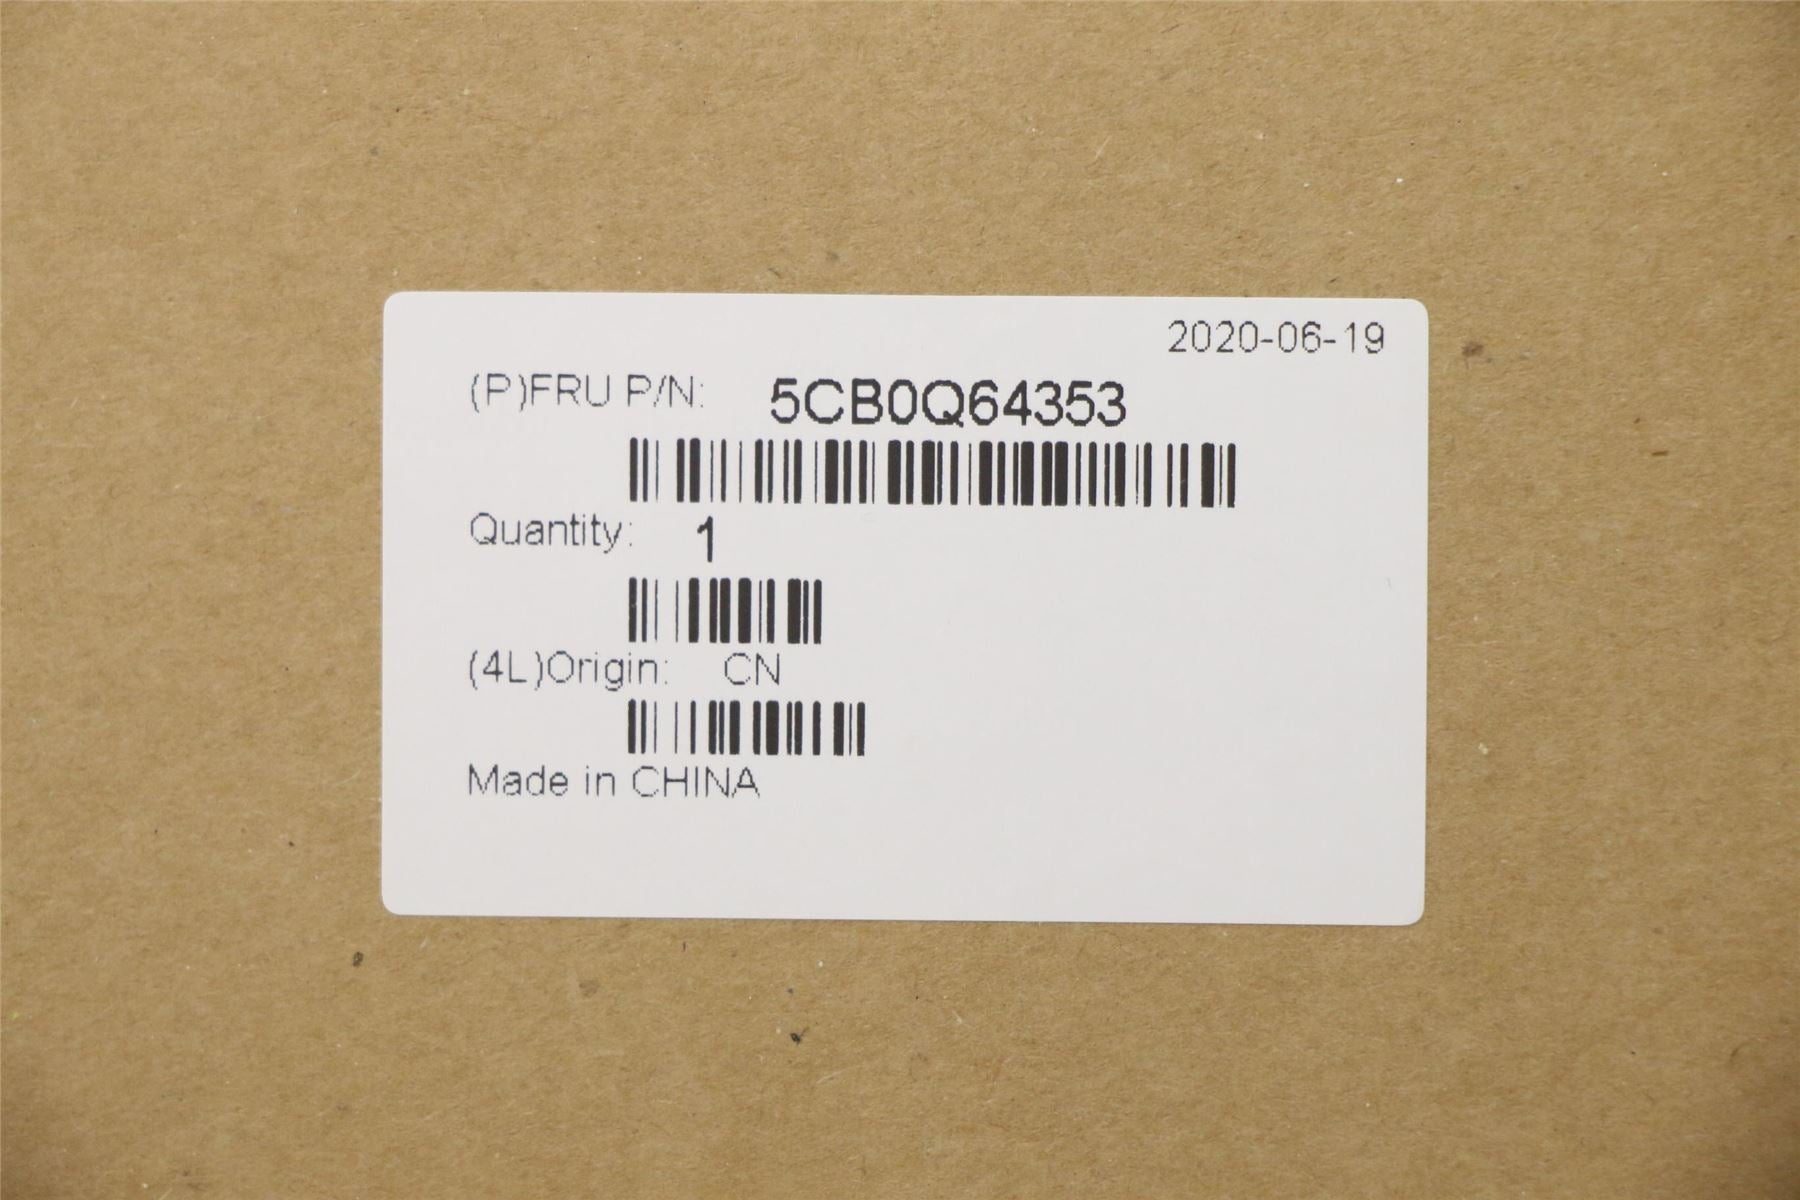 2020-06-19
(P)FRU P/N: 5CB0Q64353
Quantity: 1
(4L)Origin: CN
Made in CHINA